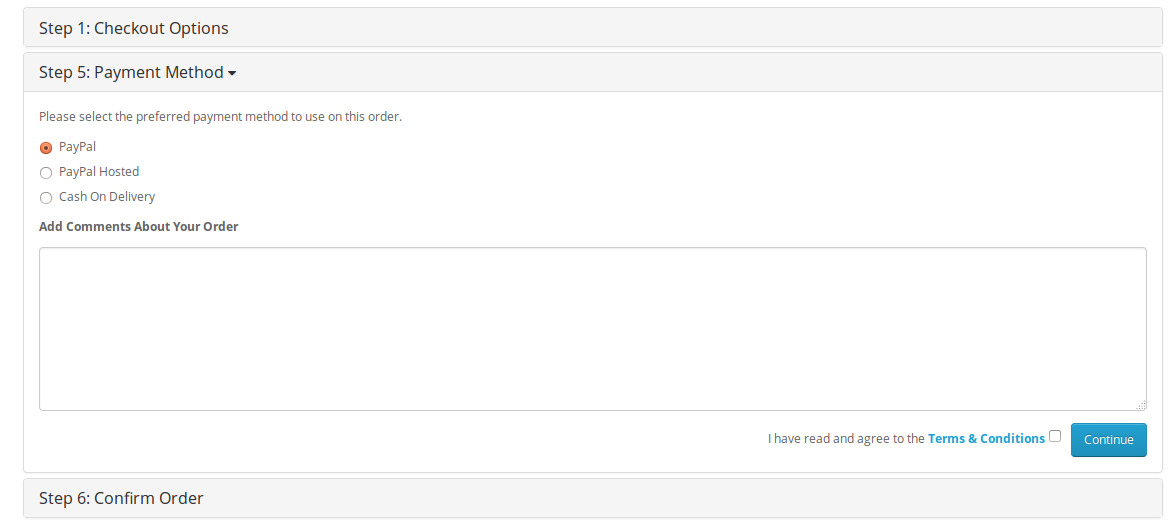 Step 1: Checkout Options
Step 5: Payment Method
Please select the preferred payment method to use on this order.
PayPal
PayPal Hosted
Cash On Delivery
Add Comments About Your Order
I have read and agree to the Terms & Conditions
Continue
Step 6: Confirm Order